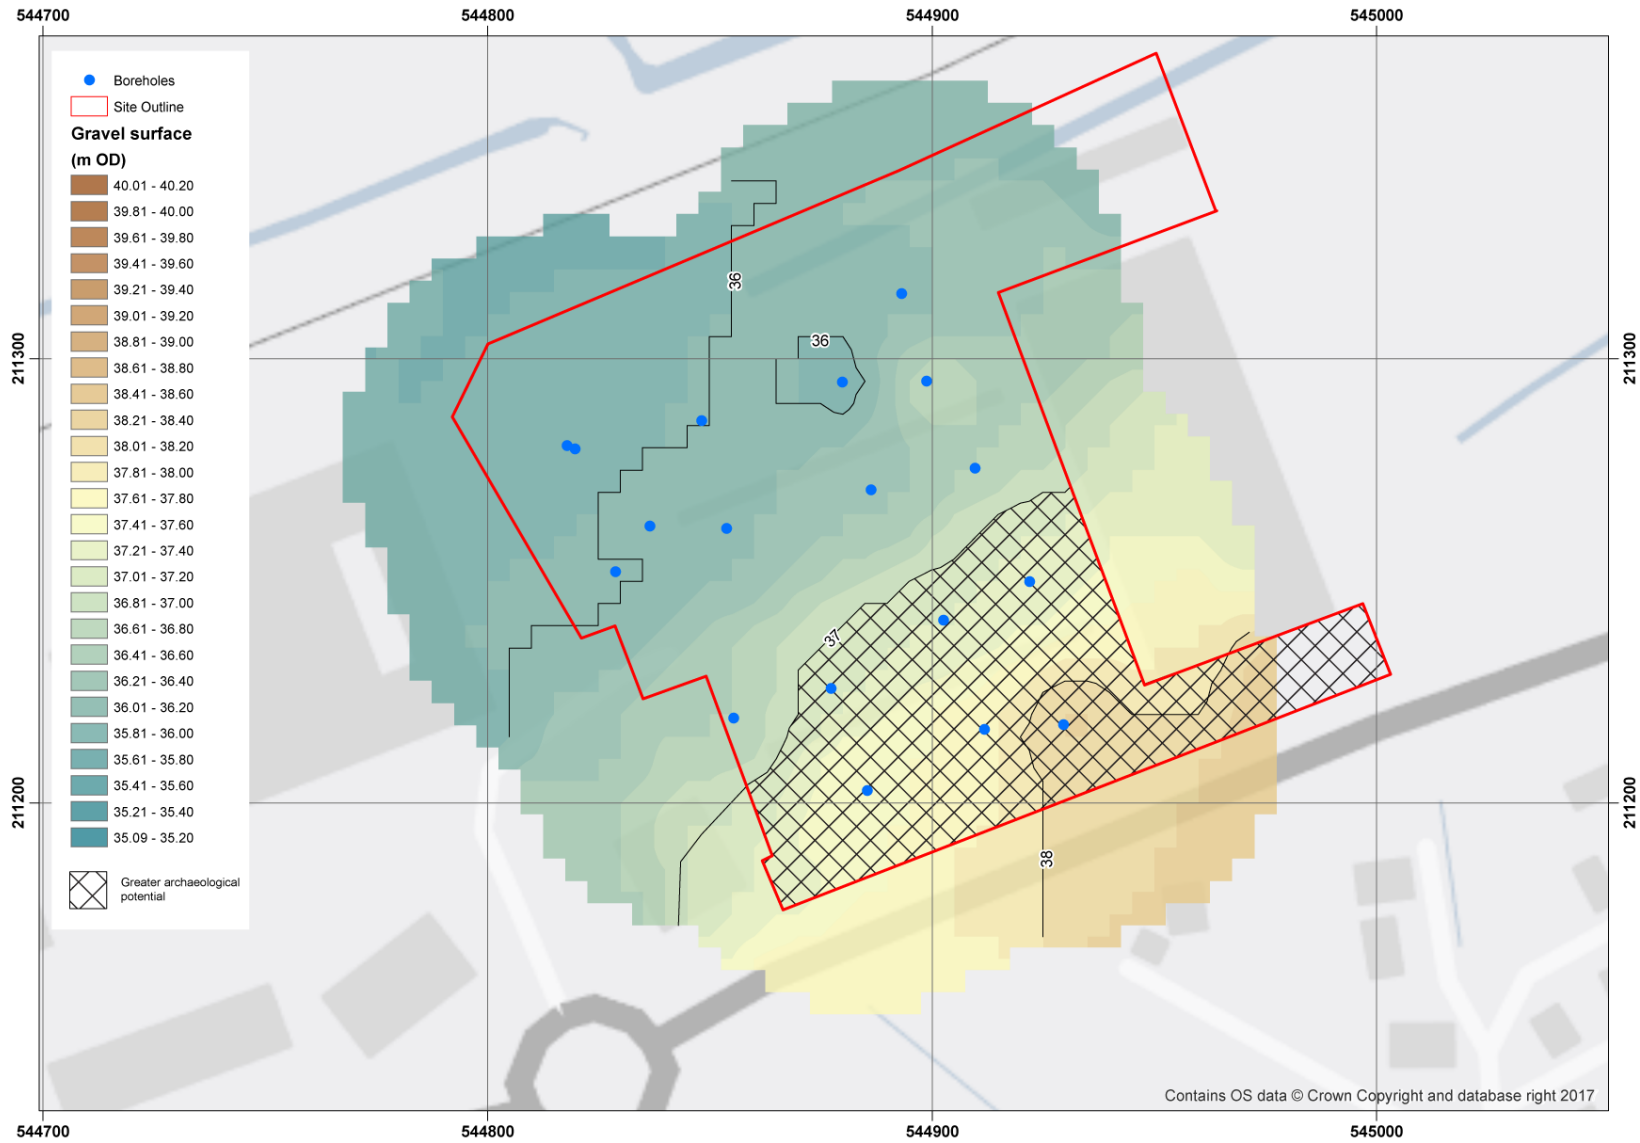 544700 544800 544900 545000
Boreholes
Site Outline
Gravel surface
(m OD)
40.01 - 40.20
39.81 - 40.00
39.61 - 39.80
39.41 - 39.60
39.21 - 39.40
39.01 - 39.20
38.81 - 39.00
38.61 - 38.80
38.41 - 38.60
38.21 - 38.40
38.01 - 38.20
37.81 - 38.00
37.61 - 37.80
37.41 - 37.60
37.21 - 37.40
37.01 - 37.20
36.81 - 37.00
36.61 - 36.80
36.41 - 36.60
36.21 - 36.40
36.01 - 36.20
35.81 - 36.00
35.61 - 35.80
35.41 - 35.60
35.21 - 35.40
35.09 - 35.20
Greater archaeological
potential
36
36
37
38
211300
211200
211300
211200
Contains OS data © Crown Copyright and database right 2017
544700 544800 544900 545000